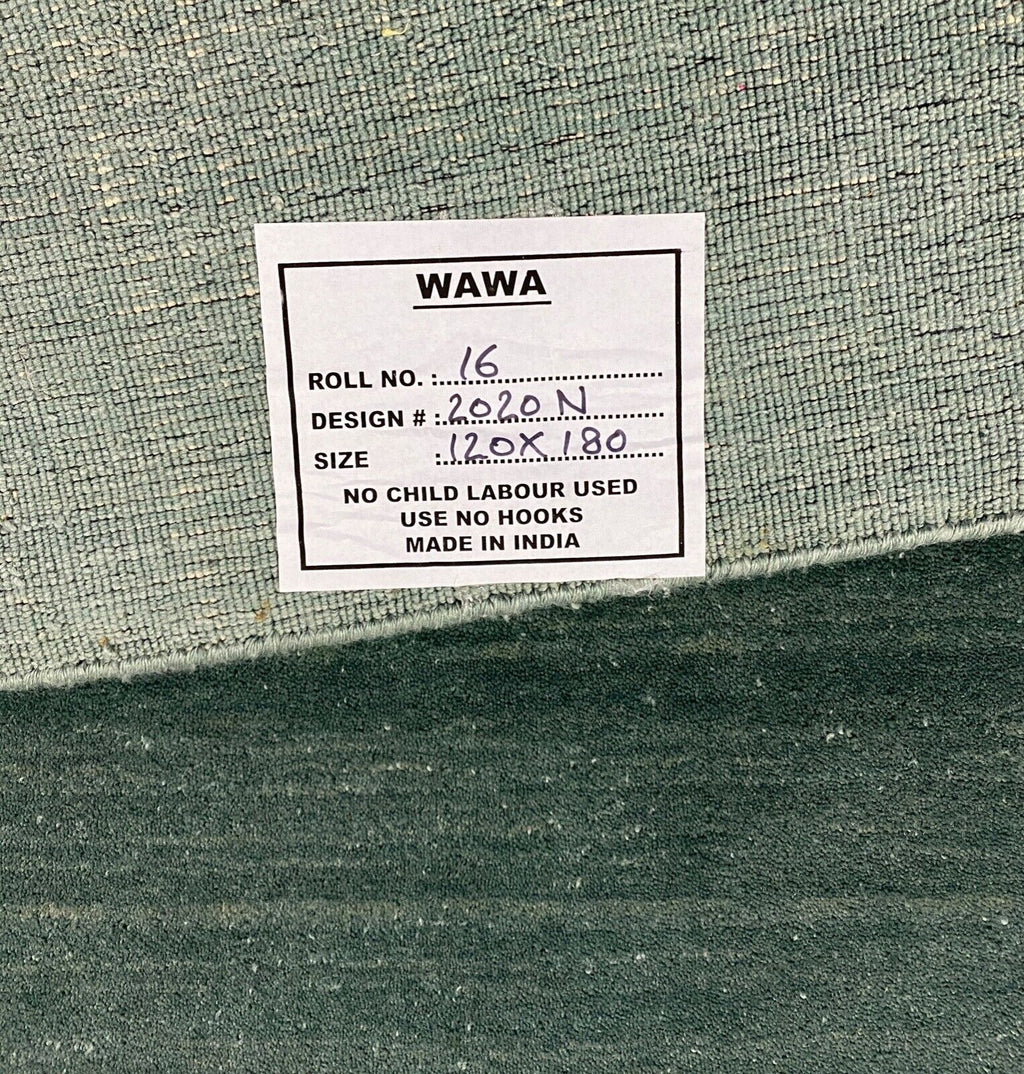 WAWA
ROLL NO. :....16....
DESIGN # :.2020 N....
SIZE :.120X180....
NO CHILD LABOUR USED
USE NO HOOKS
MADE IN INDIA